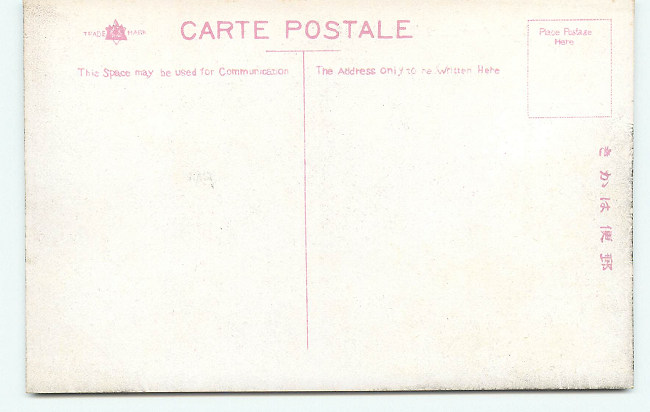 TRADE MARK
CARTE POSTALE
Place Postage
Here
This Space may be used for Communication
The Address only to be Written Here
きかは便郵